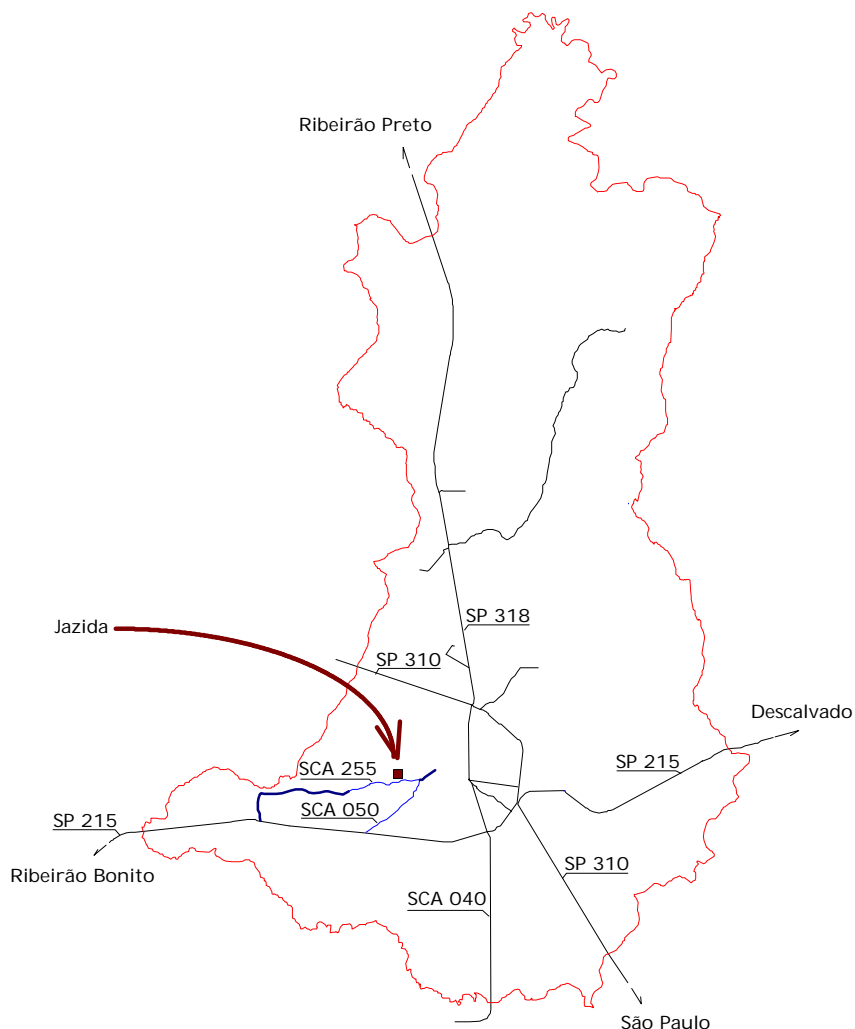 Ribeirão Preto
Jazida
SP 318
SP 310
Descalvado
SCA 255
SP 215
SCA 050
SP 215
Ribeirão Bonito
SP 310
SCA 040
São Paulo